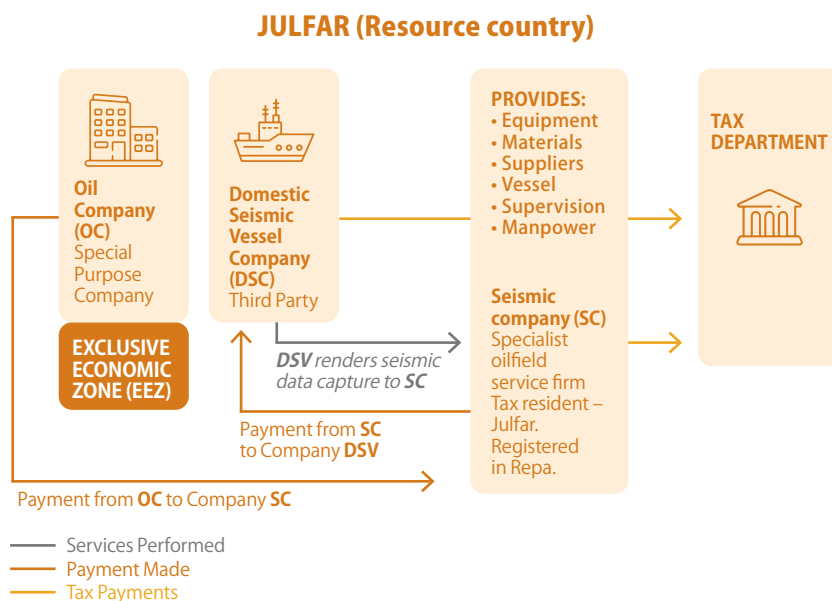 JULFAR (Resource country)
Oil
Company
(OC)
Special
Purpose
Company
EXCLUSIVE
ECONOMIC
ZONE (EEZ)
Domestic
Seismic
Vessel
Company
(DSC)
Third Party
PROVIDES:
• Equipment
• Materials
• Suppliers
• Vessel
• Supervision
• Manpower
Seismic
company (SC)
Specialist
oilfield
service firm
Tax resident –
Julfar.
Registered
in Repa.
TAX
DEPARTMENT
DSV renders seismic
data capture to SC
Payment from SC
to Company DSV
Payment from OC to Company SC
Services Performed
Payment Made
Tax Payments